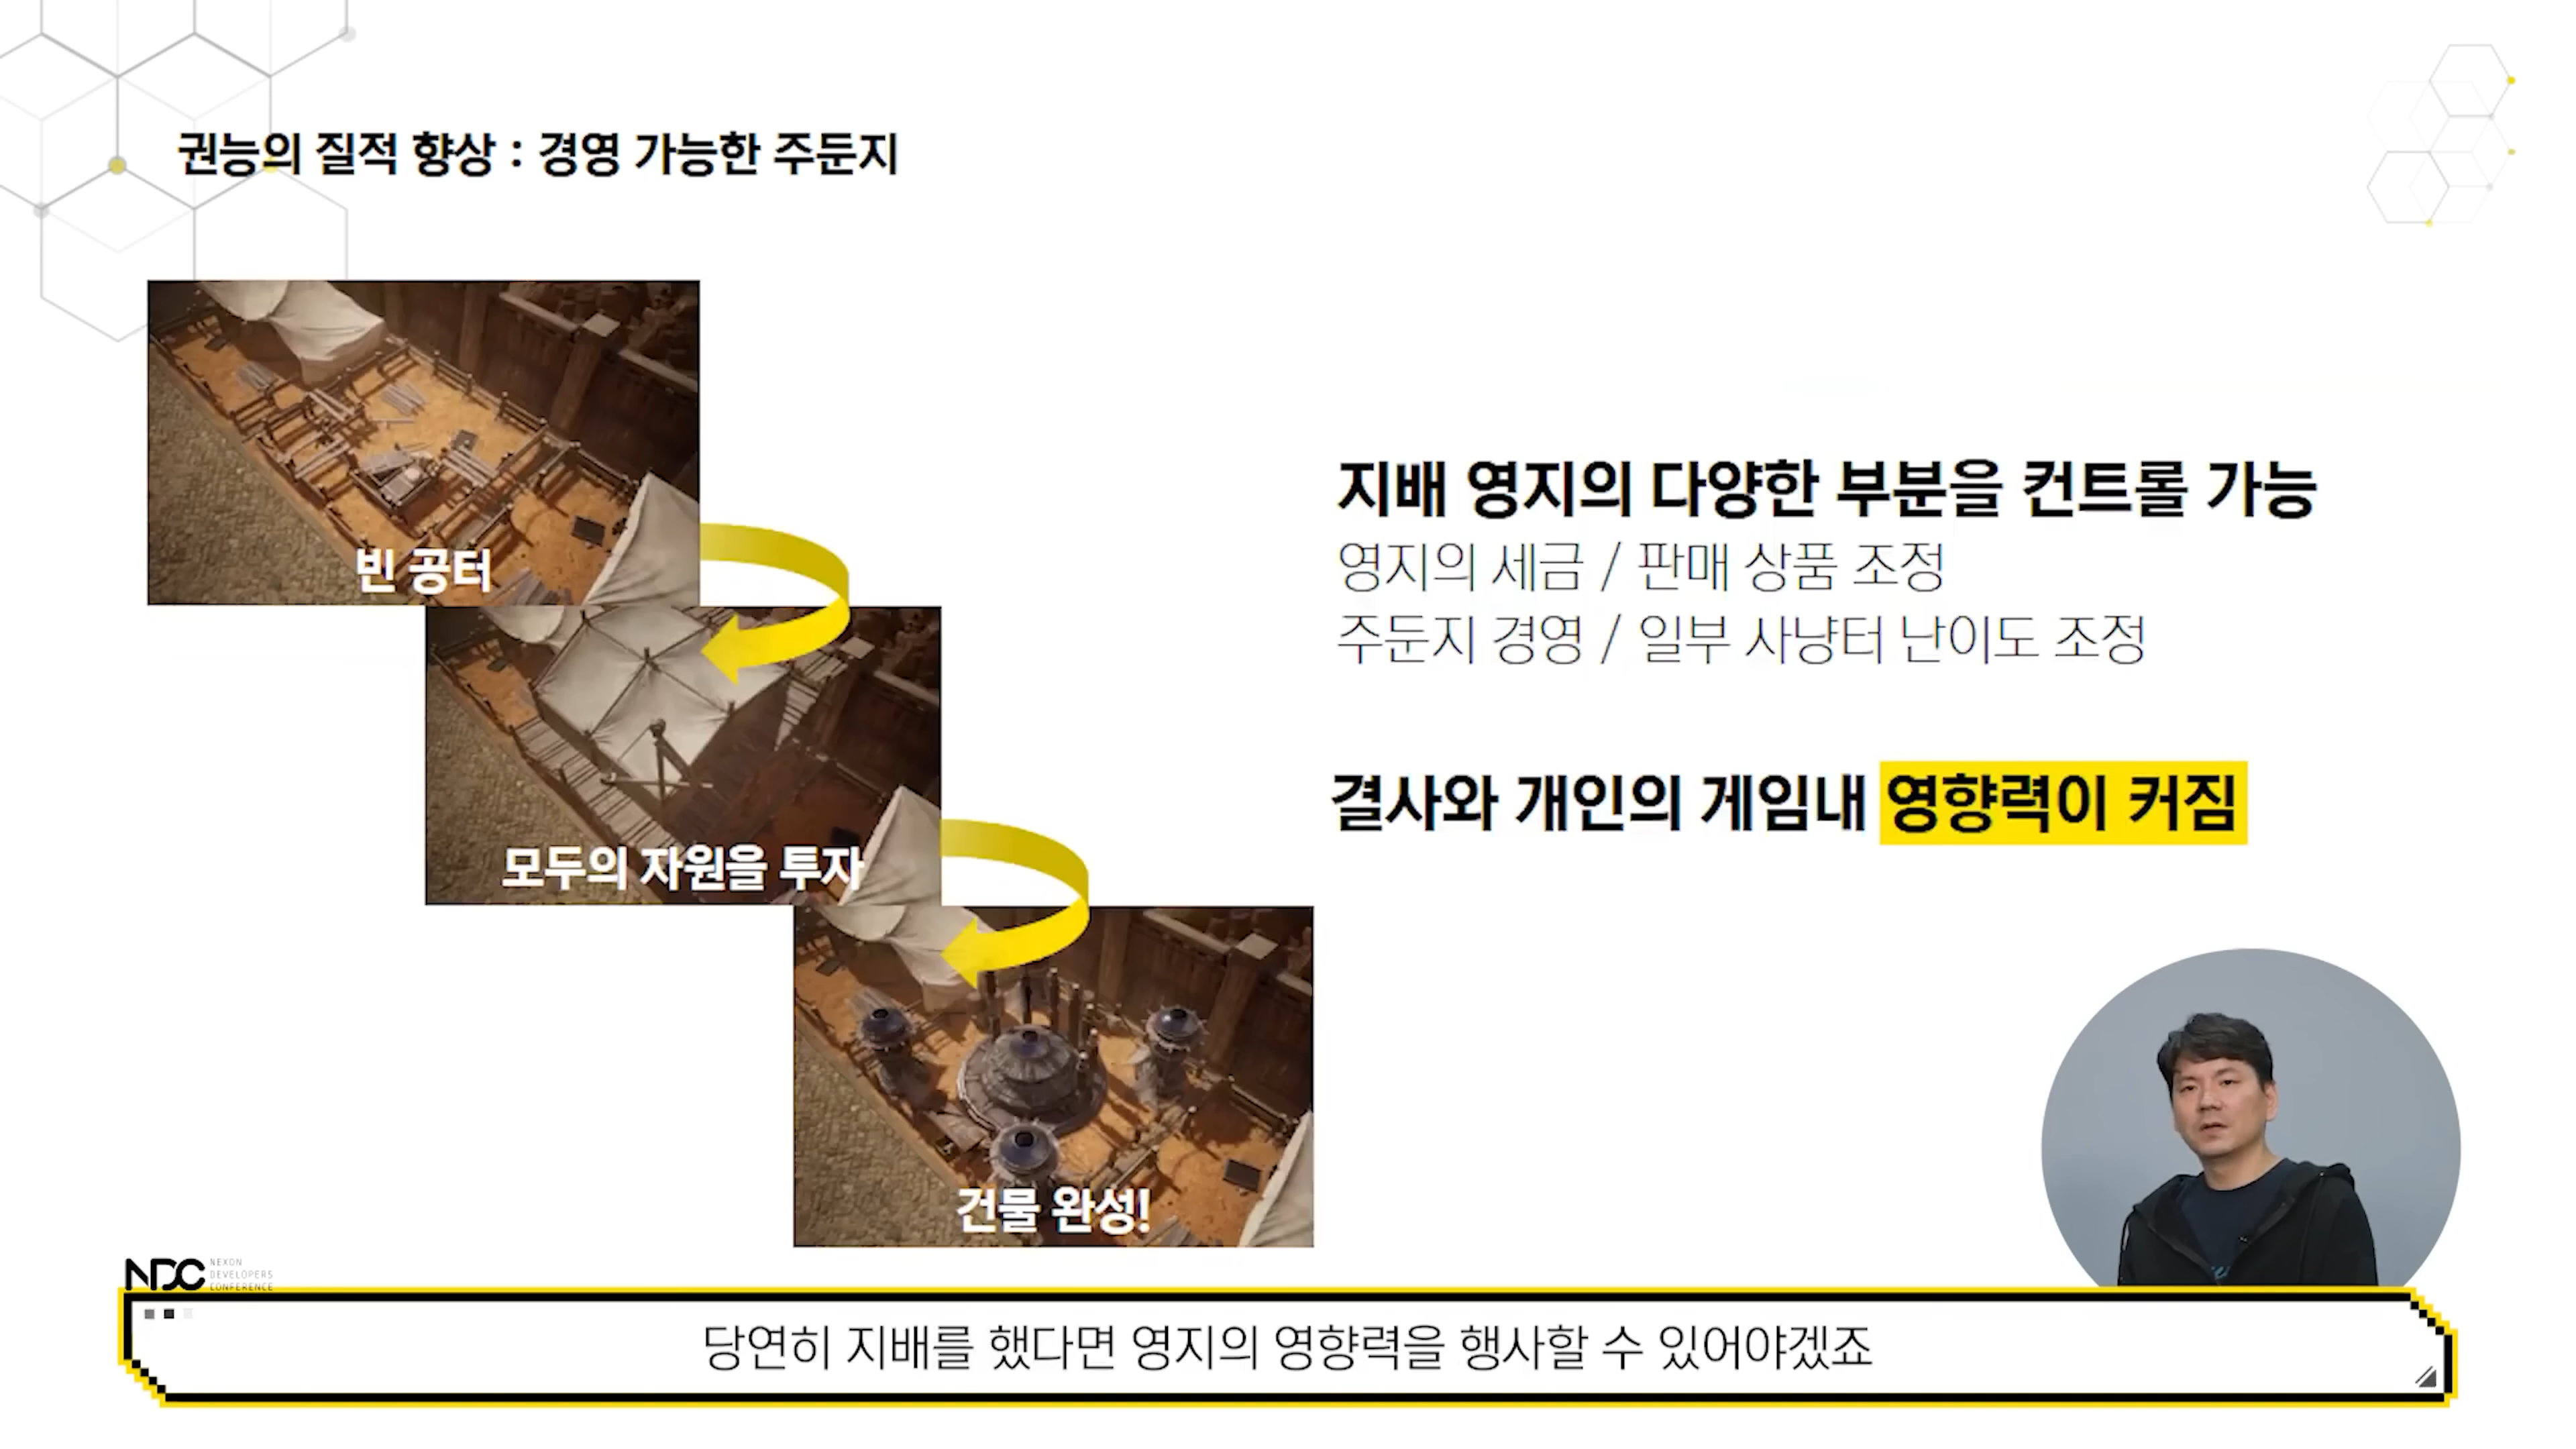 권능의 질적 향상 : 경영 가능한 주둔지
빈 공터
모두의 자원을 투자
건물 완성!
지배 영지의 다양한 부분을 컨트롤 가능
영지의 세금 / 판매 상품 조정
주둔지 경영 / 일부 사냥터 난이도 조정
결사와 개인의 게임내 영향력이 커짐
NDC
NEXON
DEVELOPERS
CONFERENCE
당연히 지배를 했다면 영지의 영향력을 행사할 수 있어야겠죠